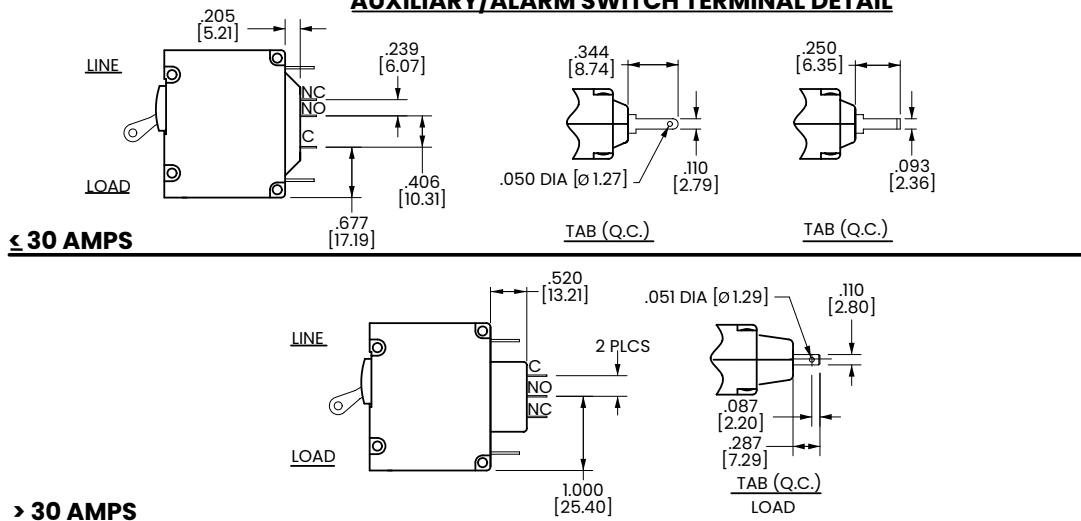 AUXILIARY/ALARM SWITCH TERMINAL DETAIL
.205
[5.21]
LINE
.239
[6.07]
NC
NO
C
LOAD
.406
[10.31]
.677
[17.19]
.344
[8.74]
.050 DIA [Ø 1.27]
.110
[2.79]
TAB (Q.C.)
.250
[6.35]
.093
[2.36]
TAB (Q.C.)
≤ 30 AMPS
.520
[13.21]
LINE
2 PLCS
C
NO
NC
LOAD
1.000
[25.40]
.051 DIA [Ø 1.29]
.110
[2.80]
.087
[2.20]
.287
[7.29]
TAB (Q.C.)
LOAD
> 30 AMPS